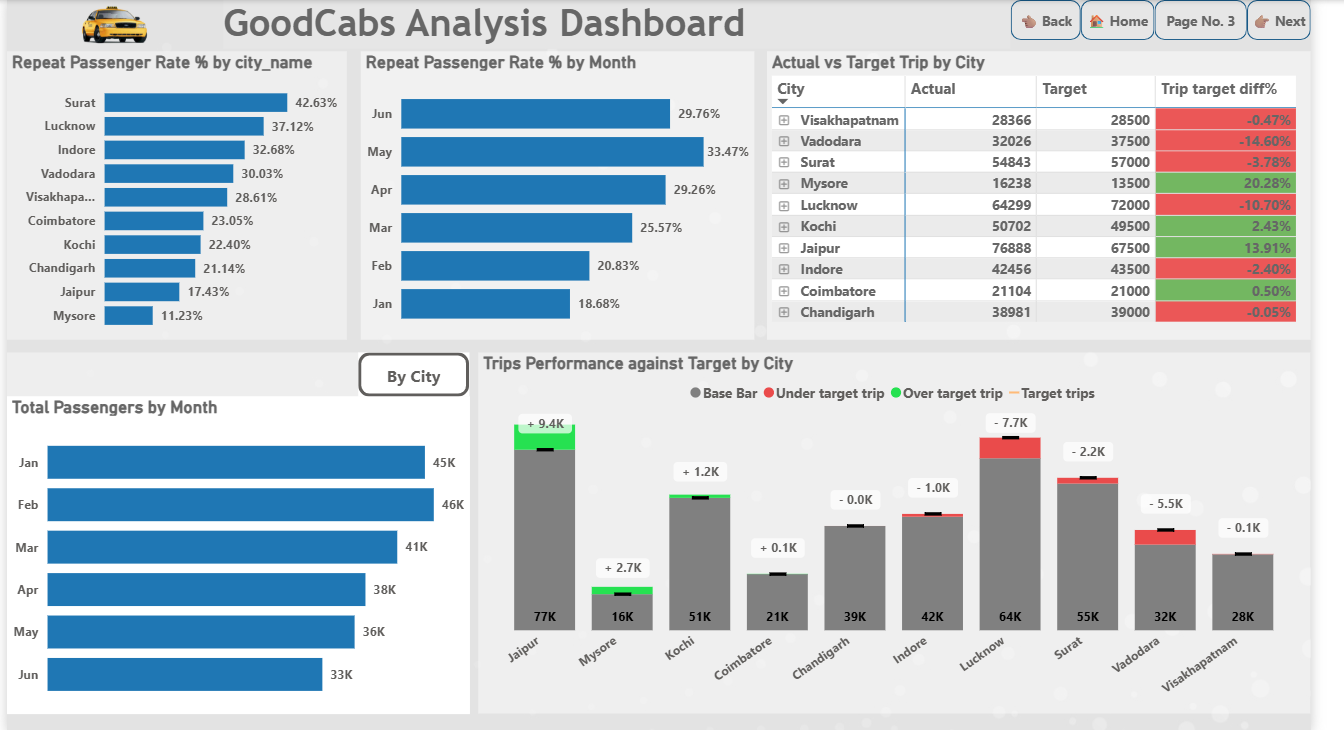 GoodCabs Analysis Dashboard
Back
Home
Page No. 3
Next
Repeat Passenger Rate % by city_name
Surat 42.63%
Lucknow 37.12%
Indore 32.68%
Vadodara 30.03%
Visakhapa... 28.61%
Coimbatore 23.05%
Kochi 22.40%
Chandigarh 21.14%
Jaipur 17.43%
Mysore 11.23%
Repeat Passenger Rate % by Month
Jun 29.76%
May 33.47%
Apr 29.26%
Mar 25.57%
Feb 20.83%
Jan 18.68%
Actual vs Target Trip by City
City Actual Target Trip target diff%
Visakhapatnam 28366 28500 -0.47%
Vadodara 32026 37500 -14.60%
Surat 54843 57000 -3.78%
Mysore 16238 13500 20.28%
Lucknow 64299 72000 -10.70%
Kochi 50702 49500 2.43%
Jaipur 76888 67500 13.91%
Indore 42456 43500 -2.40%
Coimbatore 21104 21000 0.50%
Chandigarh 38981 39000 -0.05%
By City
Total Passengers by Month
Jan 45K
Feb 46K
Mar 41K
Apr 38K
May 36K
Jun 33K
Trips Performance against Target by City
Base Bar Under target trip Over target trip Target trips
+ 9.4K + 2.7K + 1.2K + 0.1K - 0.0K - 1.0K - 7.7K - 2.2K - 5.5K - 0.1K
77K 16K 51K 21K 39K 42K 64K 55K 32K 28K
Jaipur Mysore Kochi Coimbatore Chandigarh Indore Lucknow Surat Vadodara Visakhapatnam